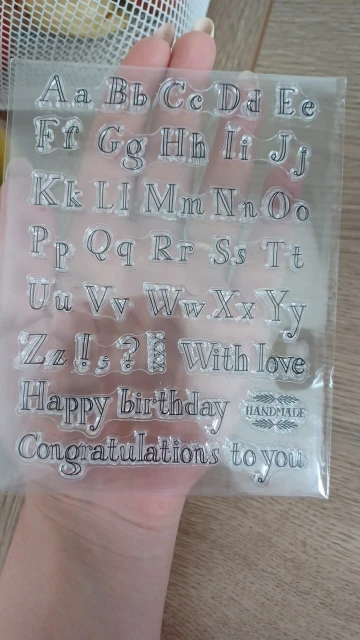 Aa Bb Cc Dd Ee
Ff Gg Hh Ii Jj
Kk Ll Mm Nn Oo
Pp Qq Rr Ss Tt
Uu Vv Ww Xx Yy
Zz ! ; ? With love
Happy birthday HANDMADE
Congratulations to you